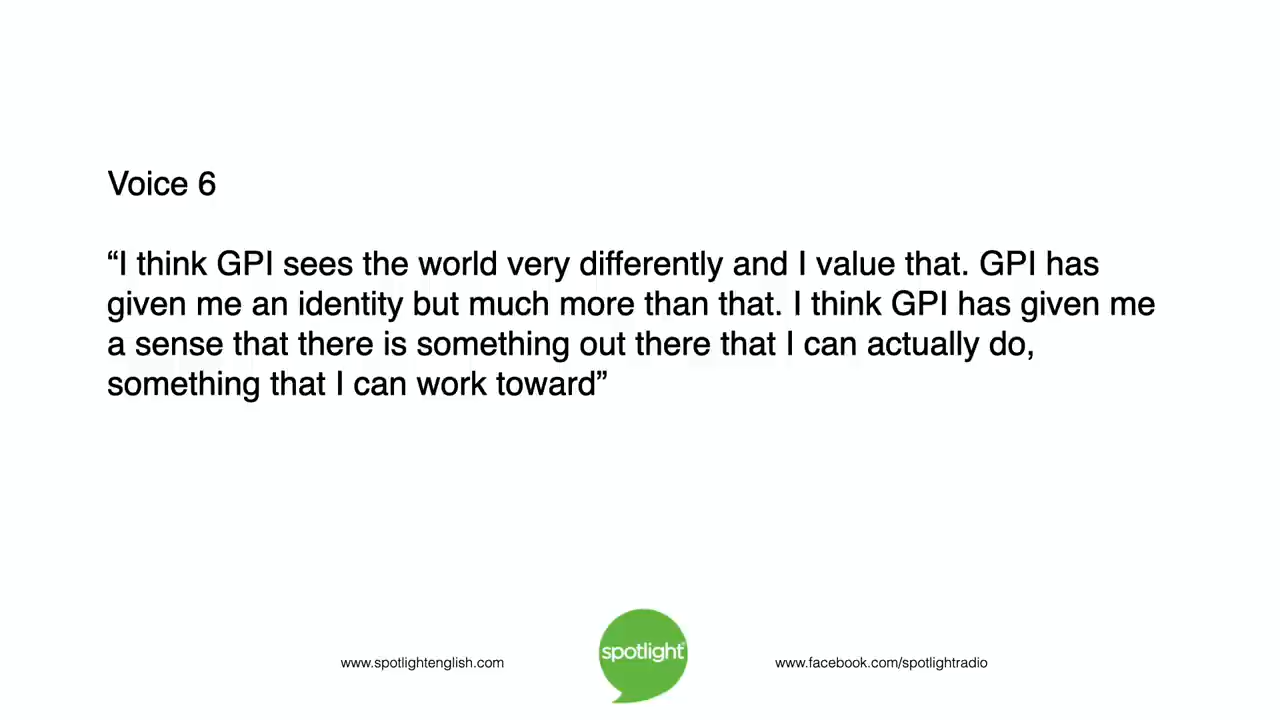 Voice 6
“I think GPI sees the world very differently and I value that. GPI has
given me an identity but much more than that. I think GPI has given me
a sense that there is something out there that I can actually do,
something that I can work toward”
www.spotlightenglish.com
spotlight
www.facebook.com/spotlightradio